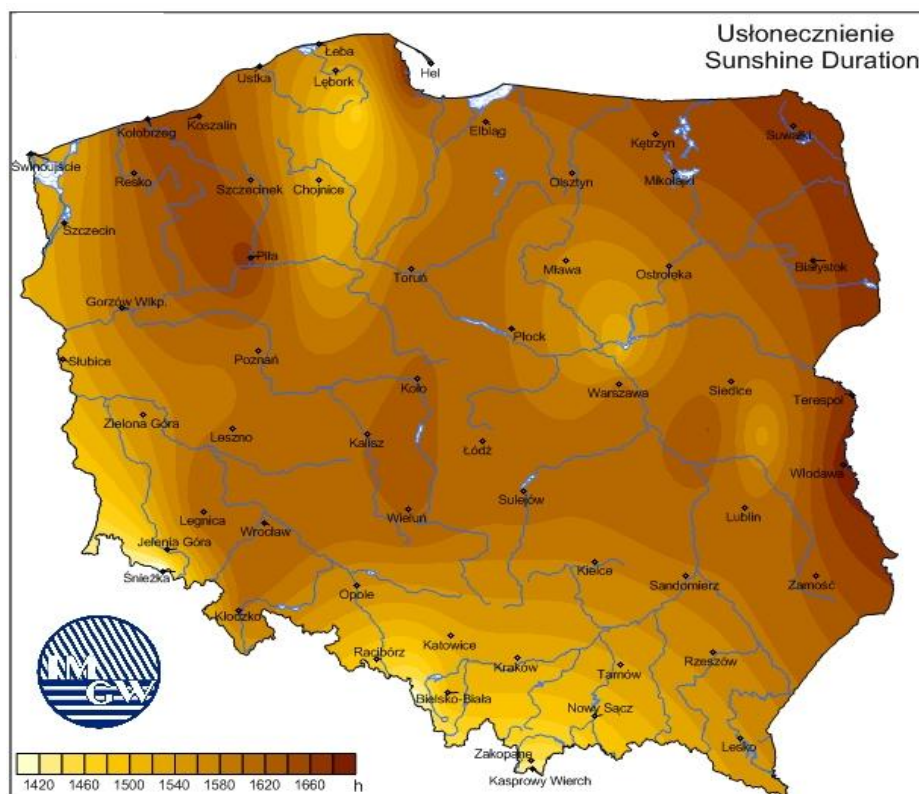 Usłonecznienie
Sunshine Duration
Łeba
Ustka
Lębork
Hel
Kołobrzeg
Koszalin
Elbląg
Kętrzyn
Suwałki
Świnoujście
Resko
Szczecinek
Chojnice
Olsztyn
Mikołajki
Szczecin
Piła
Toruń
Mława
Ostrołęka
Białystok
Gorzów Wlkp.
Płock
Słubice
Poznań
Koło
Warszawa
Siedlce
Terespol
Zielona Góra
Leszno
Kalisz
Łódź
Włodawa
Legnica
Wrocław
Wieluń
Sulejów
Lublin
Jelenia Góra
Śnieżka
Kielce
Sandomierz
Zamość
Kłodzko
Opole
Racibórz
Katowice
Kraków
Tarnów
Rzeszów
Bielsko-Biała
Nowy Sącz
Lesko
Zakopane
Kasprowy Wierch
IM
GW
1420 1460 1500 1540 1580 1620 1660 h